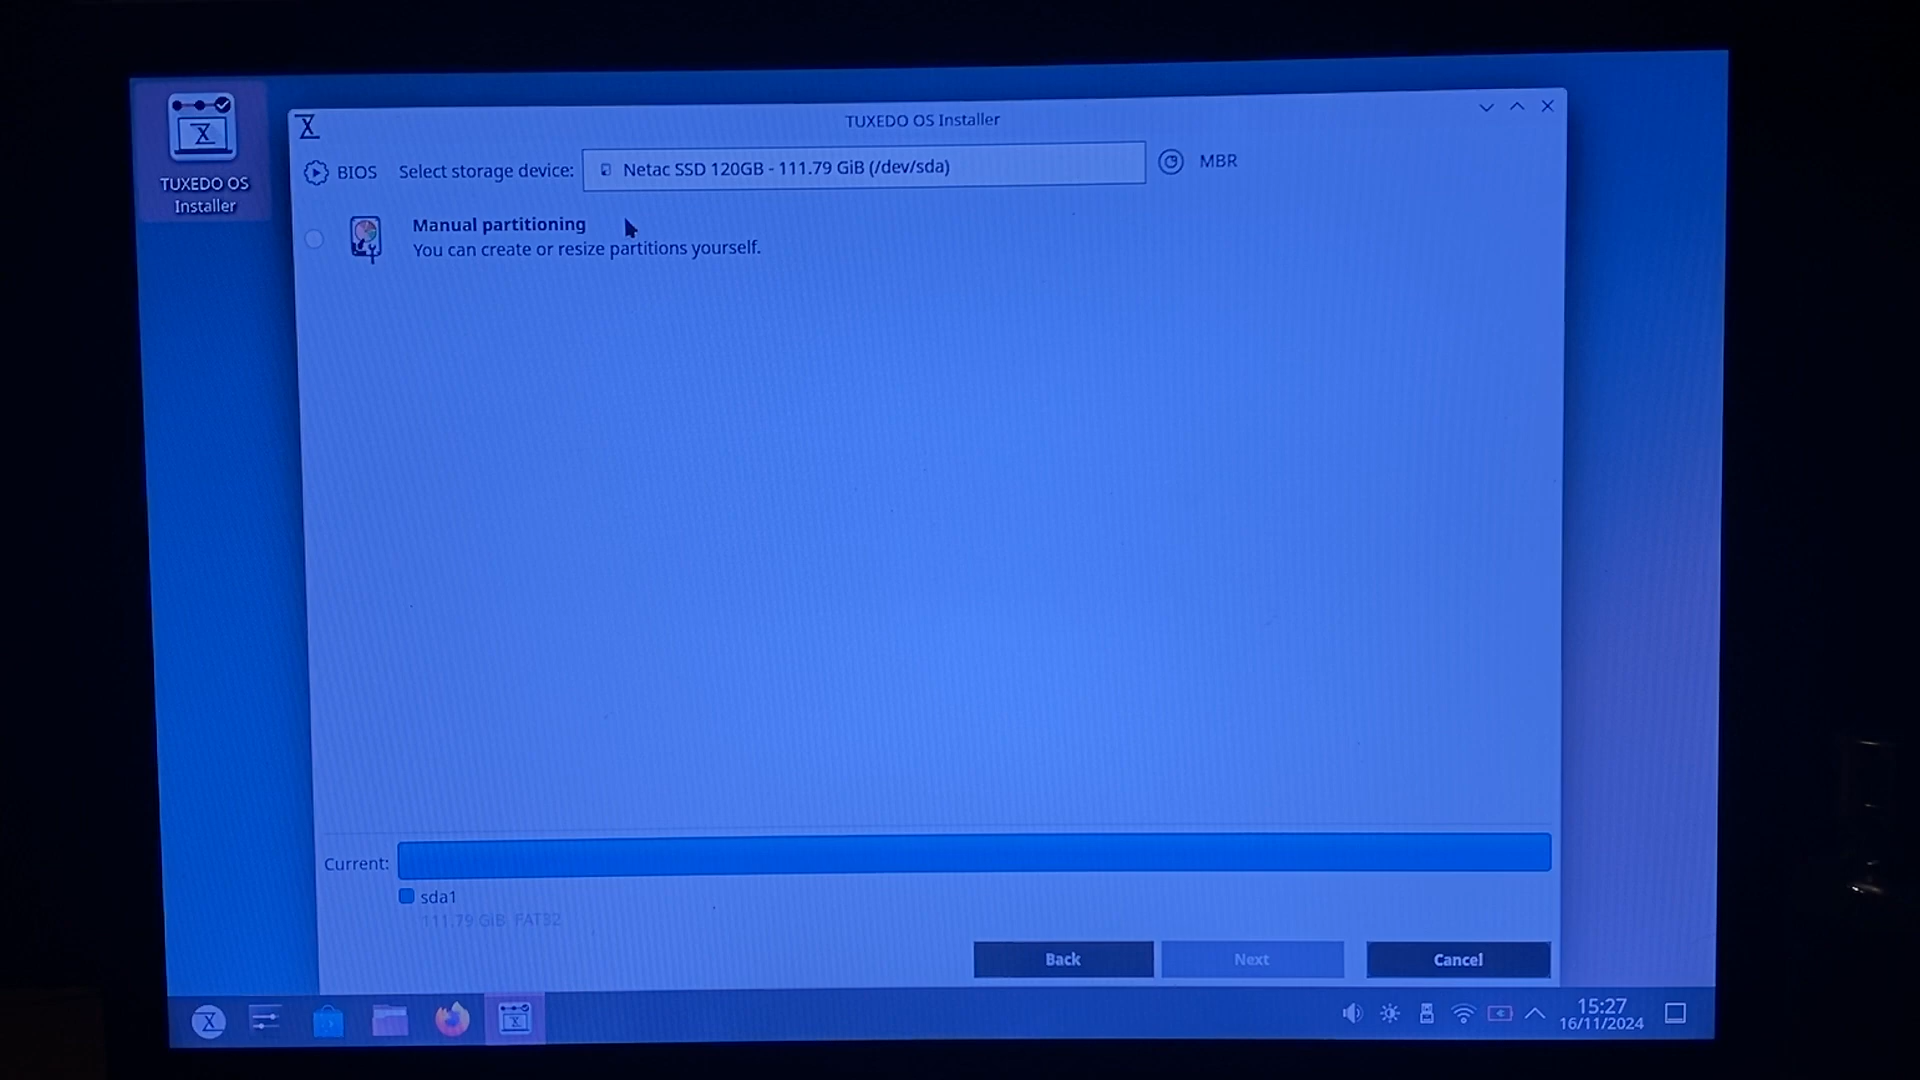 TUXEDO OS
Installer
TUXEDO OS Installer
BIOS Select storage device: Netac SSD 120GB - 111.79 GiB (/dev/sda) MBR
Manual partitioning
You can create or resize partitions yourself.
Current:
sda1
111.79 GiB FAT32
Back Next Cancel
15:27
16/11/2024